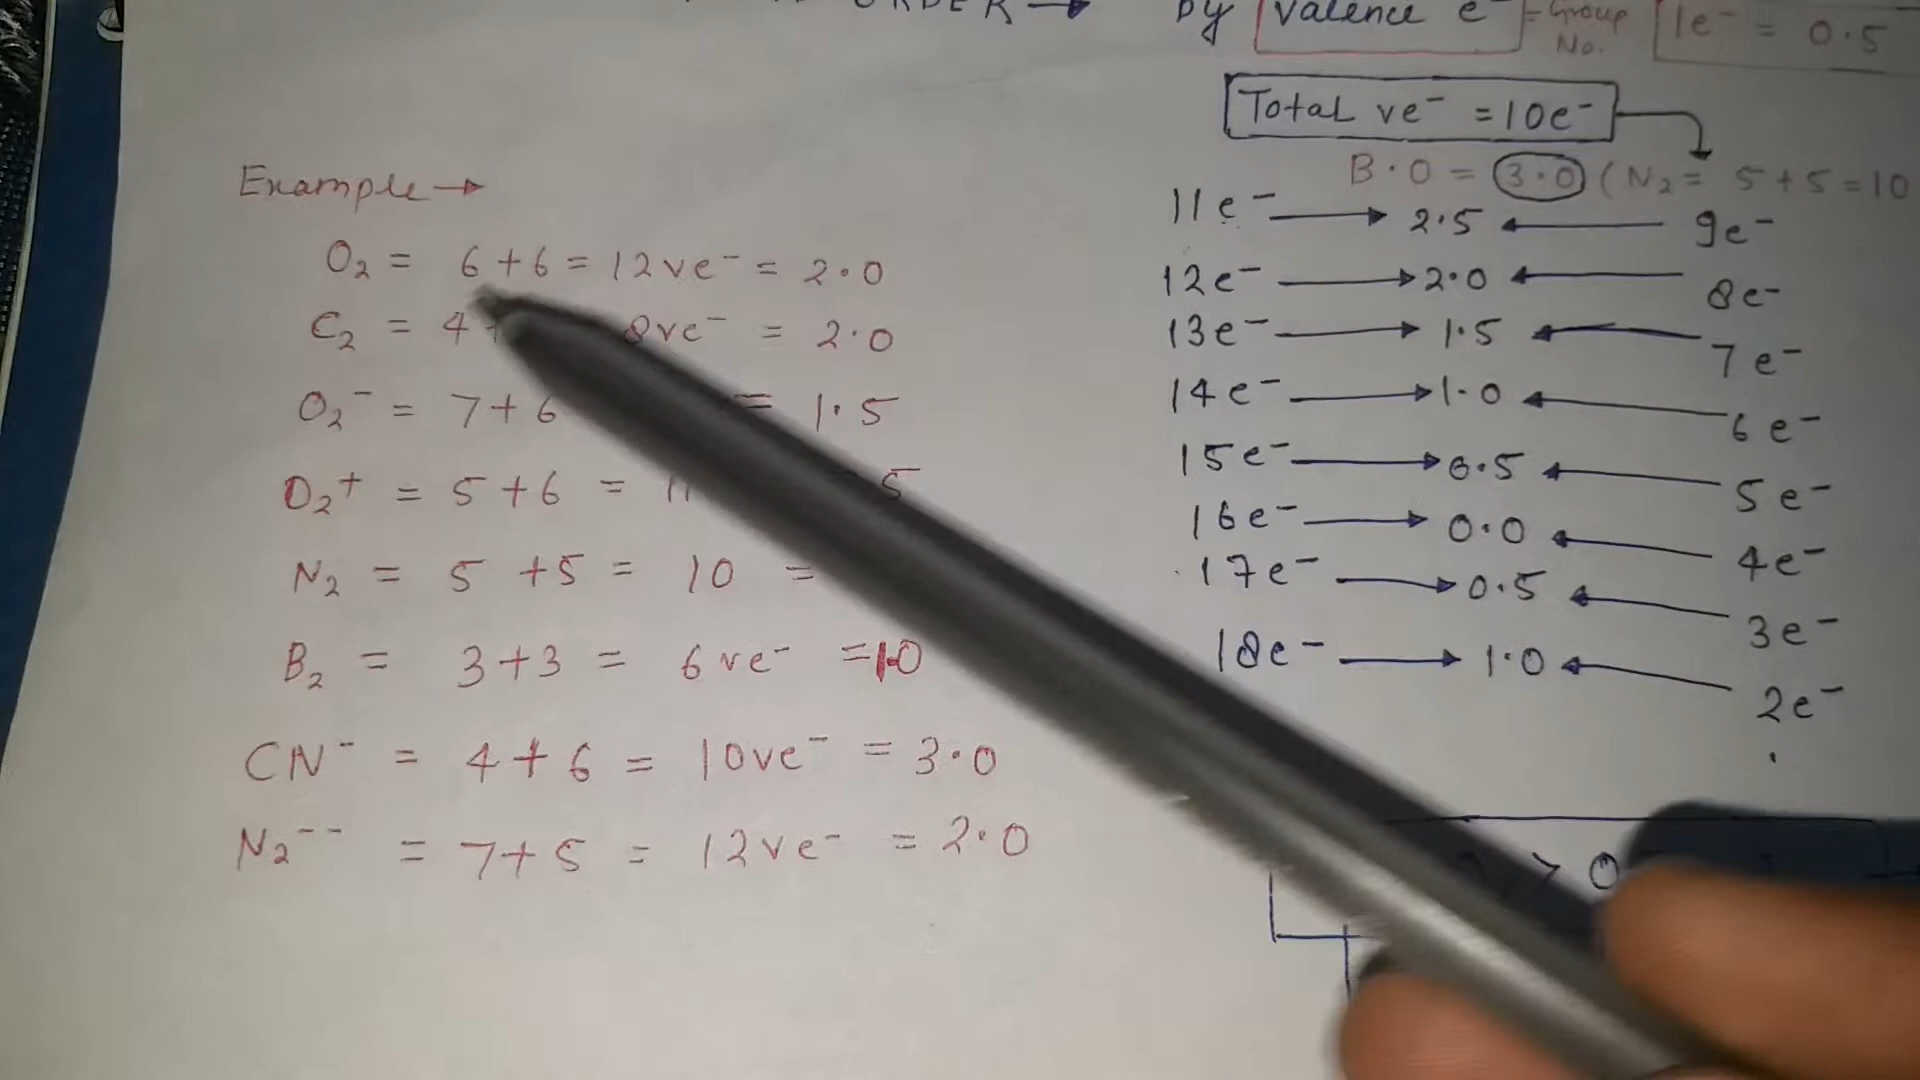 ORDER → by Valence e⁻ = Group No. 1e⁻ = 0.5
Total ve⁻ = 10e⁻
B·O = 3.0 (N₂ = 5+5=10
Example →
O₂ = 6+6 = 12ve⁻ = 2.0
C₂ = 4+ 8ve⁻ = 2.0
O₂⁻ = 7+6 = 1.5
O₂⁺ = 5+6 = 11 5
N₂ = 5 +5 = 10 =
B₂ = 3+3 = 6ve⁻ =1.0
CN⁻ = 4+6 = 10ve⁻ = 3.0
N₂⁻⁻ = 7+5 = 12ve⁻ = 2.0
11e⁻ → 2.5 ← 9e⁻
12e⁻ → 2.0 ← 8e⁻
13e⁻ → 1.5 ← 7e⁻
14e⁻ → 1.0 ← 6e⁻
15e⁻ → 0.5 ← 5e⁻
16e⁻ → 0.0 ← 4e⁻
17e⁻ → 0.5 ← 3e⁻
18e⁻ → 1.0 ← 2e⁻
>